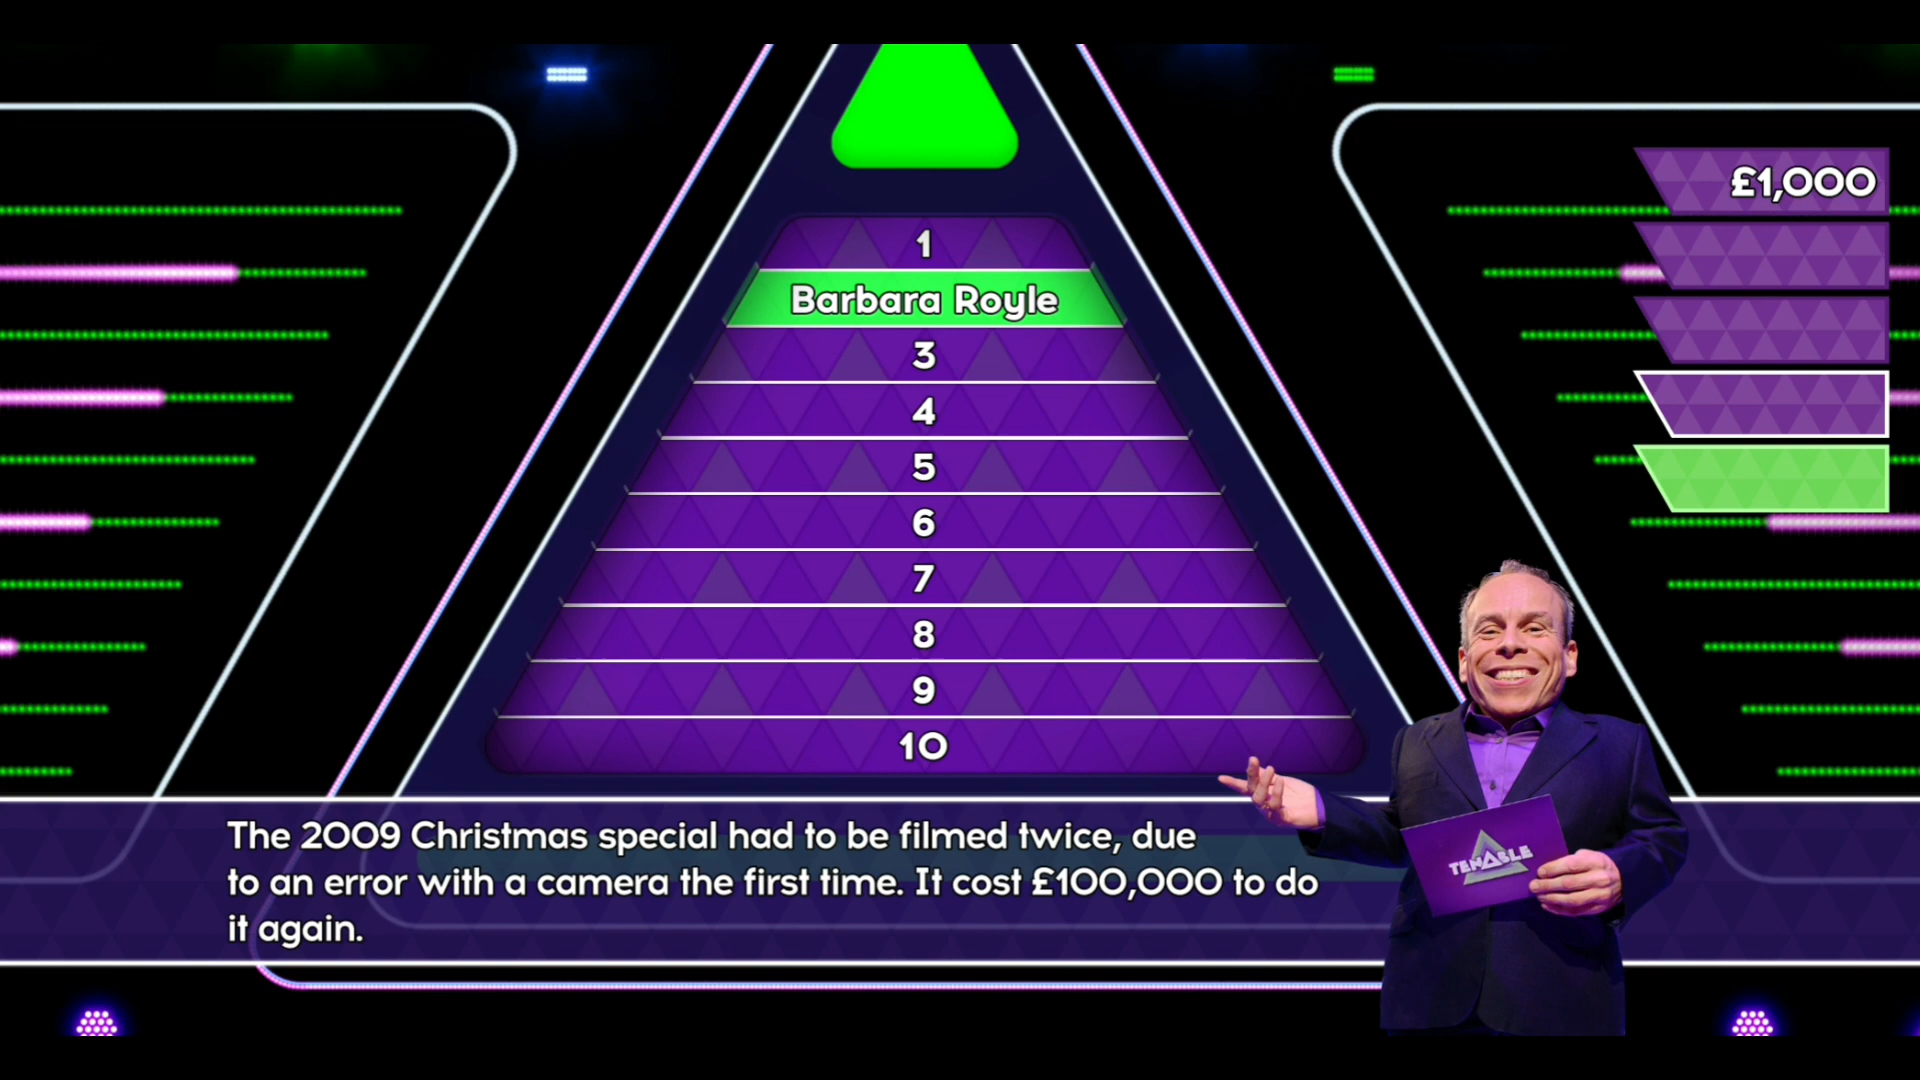 £1,000
1
Barbara Royle
3
4
5
6
7
8
9
10
The 2009 Christmas special had to be filmed twice, due
to an error with a camera the first time. It cost £100,000 to do
it again.
TENABLE